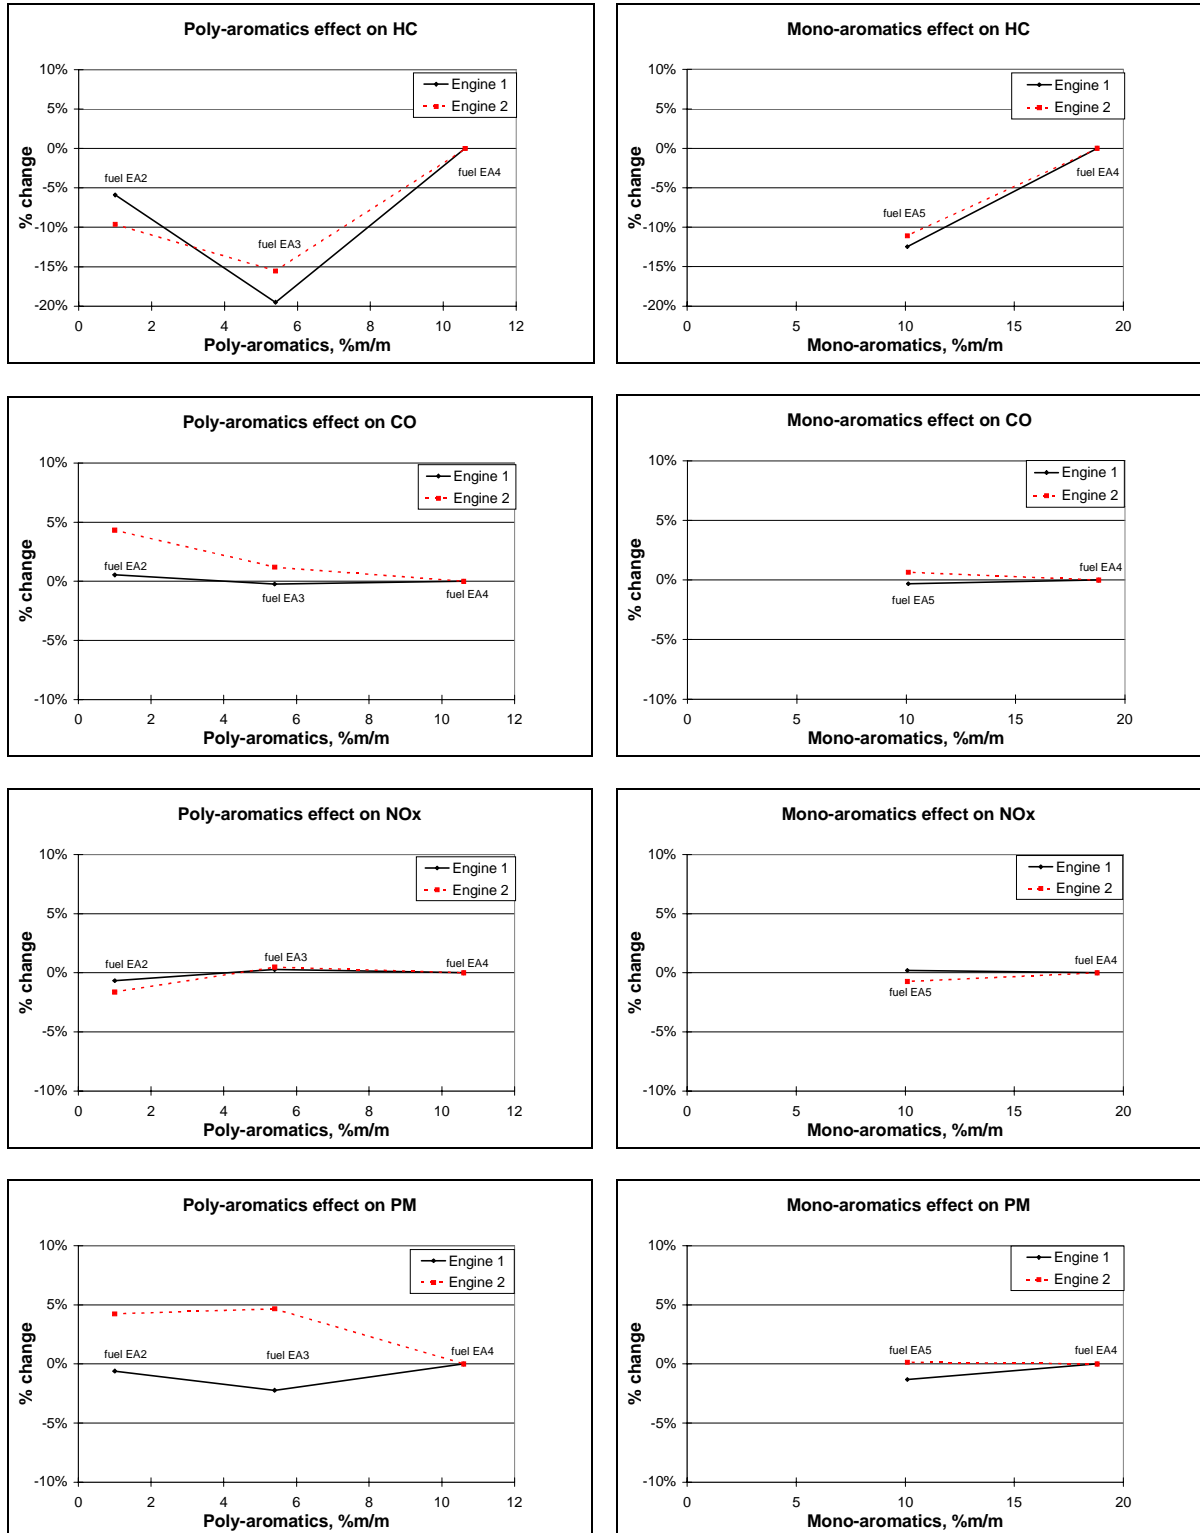 Poly-aromatics effect on HC
10%
5%
0%
-5%
-10%
-15%
-20%
% change
Engine 1
Engine 2
fuel EA2
fuel EA3
fuel EA4
0 2 4 6 8 10 12
Poly-aromatics, %m/m
Mono-aromatics effect on HC
10%
5%
0%
-5%
-10%
-15%
-20%
% change
Engine 1
Engine 2
fuel EA5
fuel EA4
0 5 10 15 20
Mono-aromatics, %m/m
Poly-aromatics effect on CO
10%
5%
0%
-5%
-10%
% change
Engine 1
Engine 2
fuel EA2
fuel EA3
fuel EA4
0 2 4 6 8 10 12
Poly-aromatics, %m/m
Mono-aromatics effect on CO
10%
5%
0%
-5%
-10%
% change
Engine 1
Engine 2
fuel EA5
fuel EA4
0 5 10 15 20
Mono-aromatics, %m/m
Poly-aromatics effect on NOx
10%
5%
0%
-5%
-10%
% change
Engine 1
Engine 2
fuel EA2
fuel EA3
fuel EA4
0 2 4 6 8 10 12
Poly-aromatics, %m/m
Mono-aromatics effect on NOx
10%
5%
0%
-5%
-10%
% change
Engine 1
Engine 2
fuel EA5
fuel EA4
0 5 10 15 20
Mono-aromatics, %m/m
Poly-aromatics effect on PM
10%
5%
0%
-5%
-10%
% change
Engine 1
Engine 2
fuel EA2
fuel EA3
fuel EA4
0 2 4 6 8 10 12
Poly-aromatics, %m/m
Mono-aromatics effect on PM
10%
5%
0%
-5%
-10%
% change
Engine 1
Engine 2
fuel EA5
fuel EA4
0 5 10 15 20
Mono-aromatics, %m/m